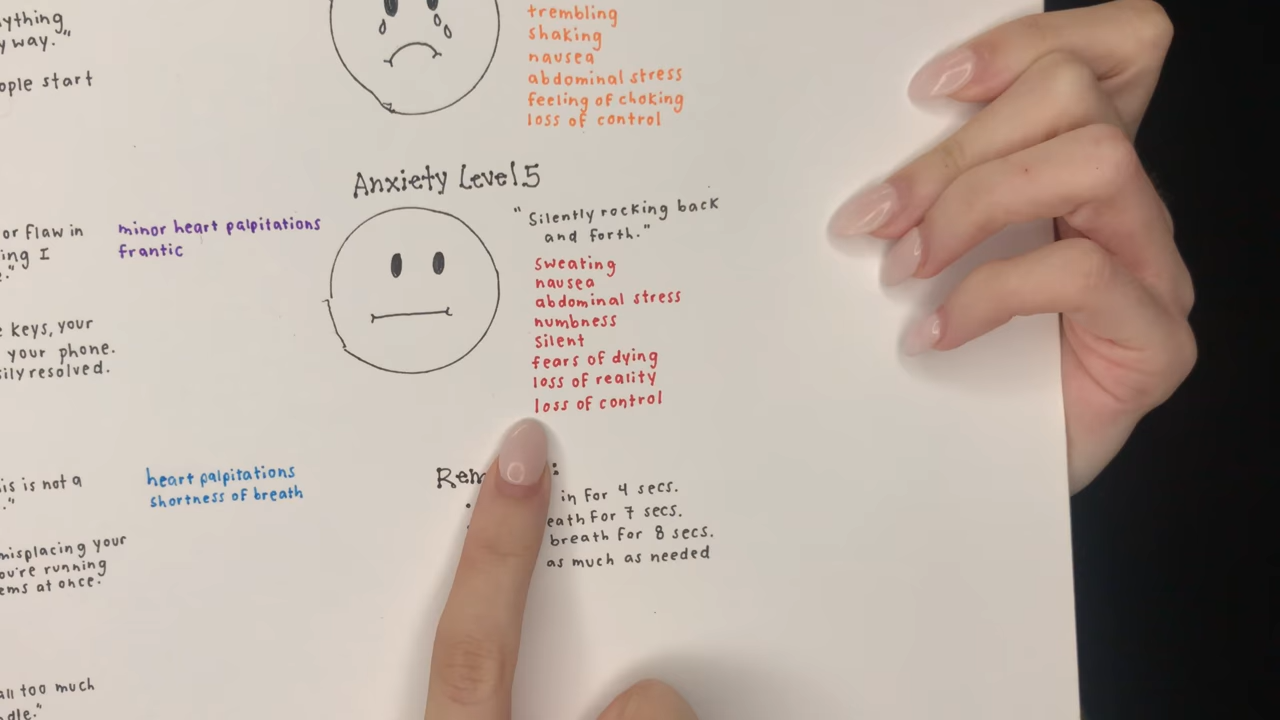 ything
y way."
ople start
or flaw in
ing I
."
minor heart palpitations
frantic
keys, your
your phone.
ily resolved.
is is not a
."
heart palpitations
shortness of breath
misplacing your
ou're running
ems at once.
all too much
dle."
trembling
shaking
nausea
abdominal stress
feeling of choking
loss of control
Anxiety Level 5
"Silently rocking back
and forth."
sweating
nausea
abdominal stress
numbness
silent
fears of dying
loss of reality
loss of control
Rem :
• in for 4 secs.
eath for 7 secs.
breath for 8 secs.
as much as needed